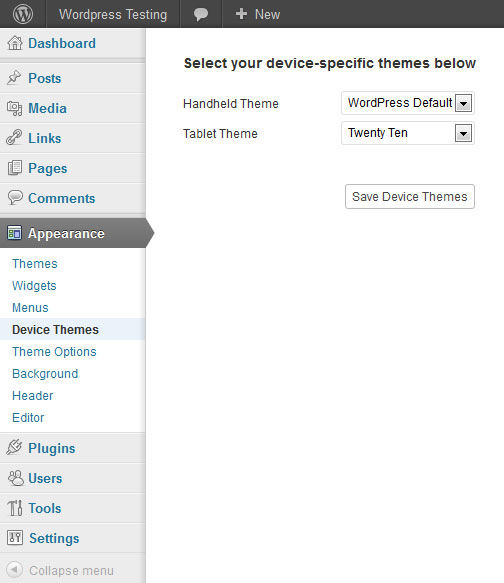 Wordpress Testing
+ New
Dashboard
Posts
Media
Links
Pages
Comments
Appearance
Themes
Widgets
Menus
Device Themes
Theme Options
Background
Header
Editor
Plugins
Users
Tools
Settings
Collapse menu
Select your device-specific themes below
Handheld Theme WordPress Default
Tablet Theme Twenty Ten
Save Device Themes